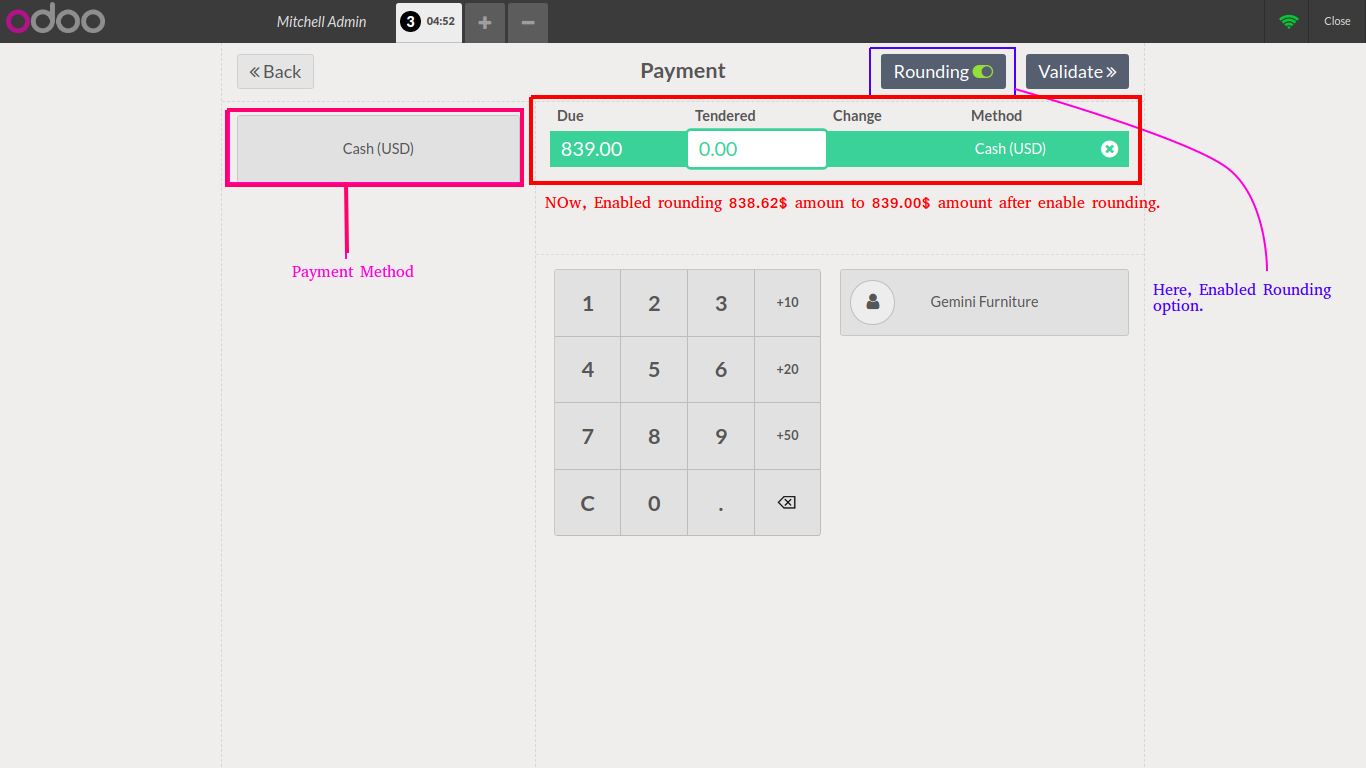 odoo
Mitchell Admin
3 04:52
Close
Back
Payment
Rounding
Validate
Cash (USD)
Due Tendered Change Method
839.00 0.00 Cash (USD)
NOw, Enabled rounding 838.62$ amoun to 839.00$ amount after enable rounding.
Payment Method
Here, Enabled Rounding
option.
1 2 3 +10
4 5 6 +20
7 8 9 +50
C 0 .
Gemini Furniture